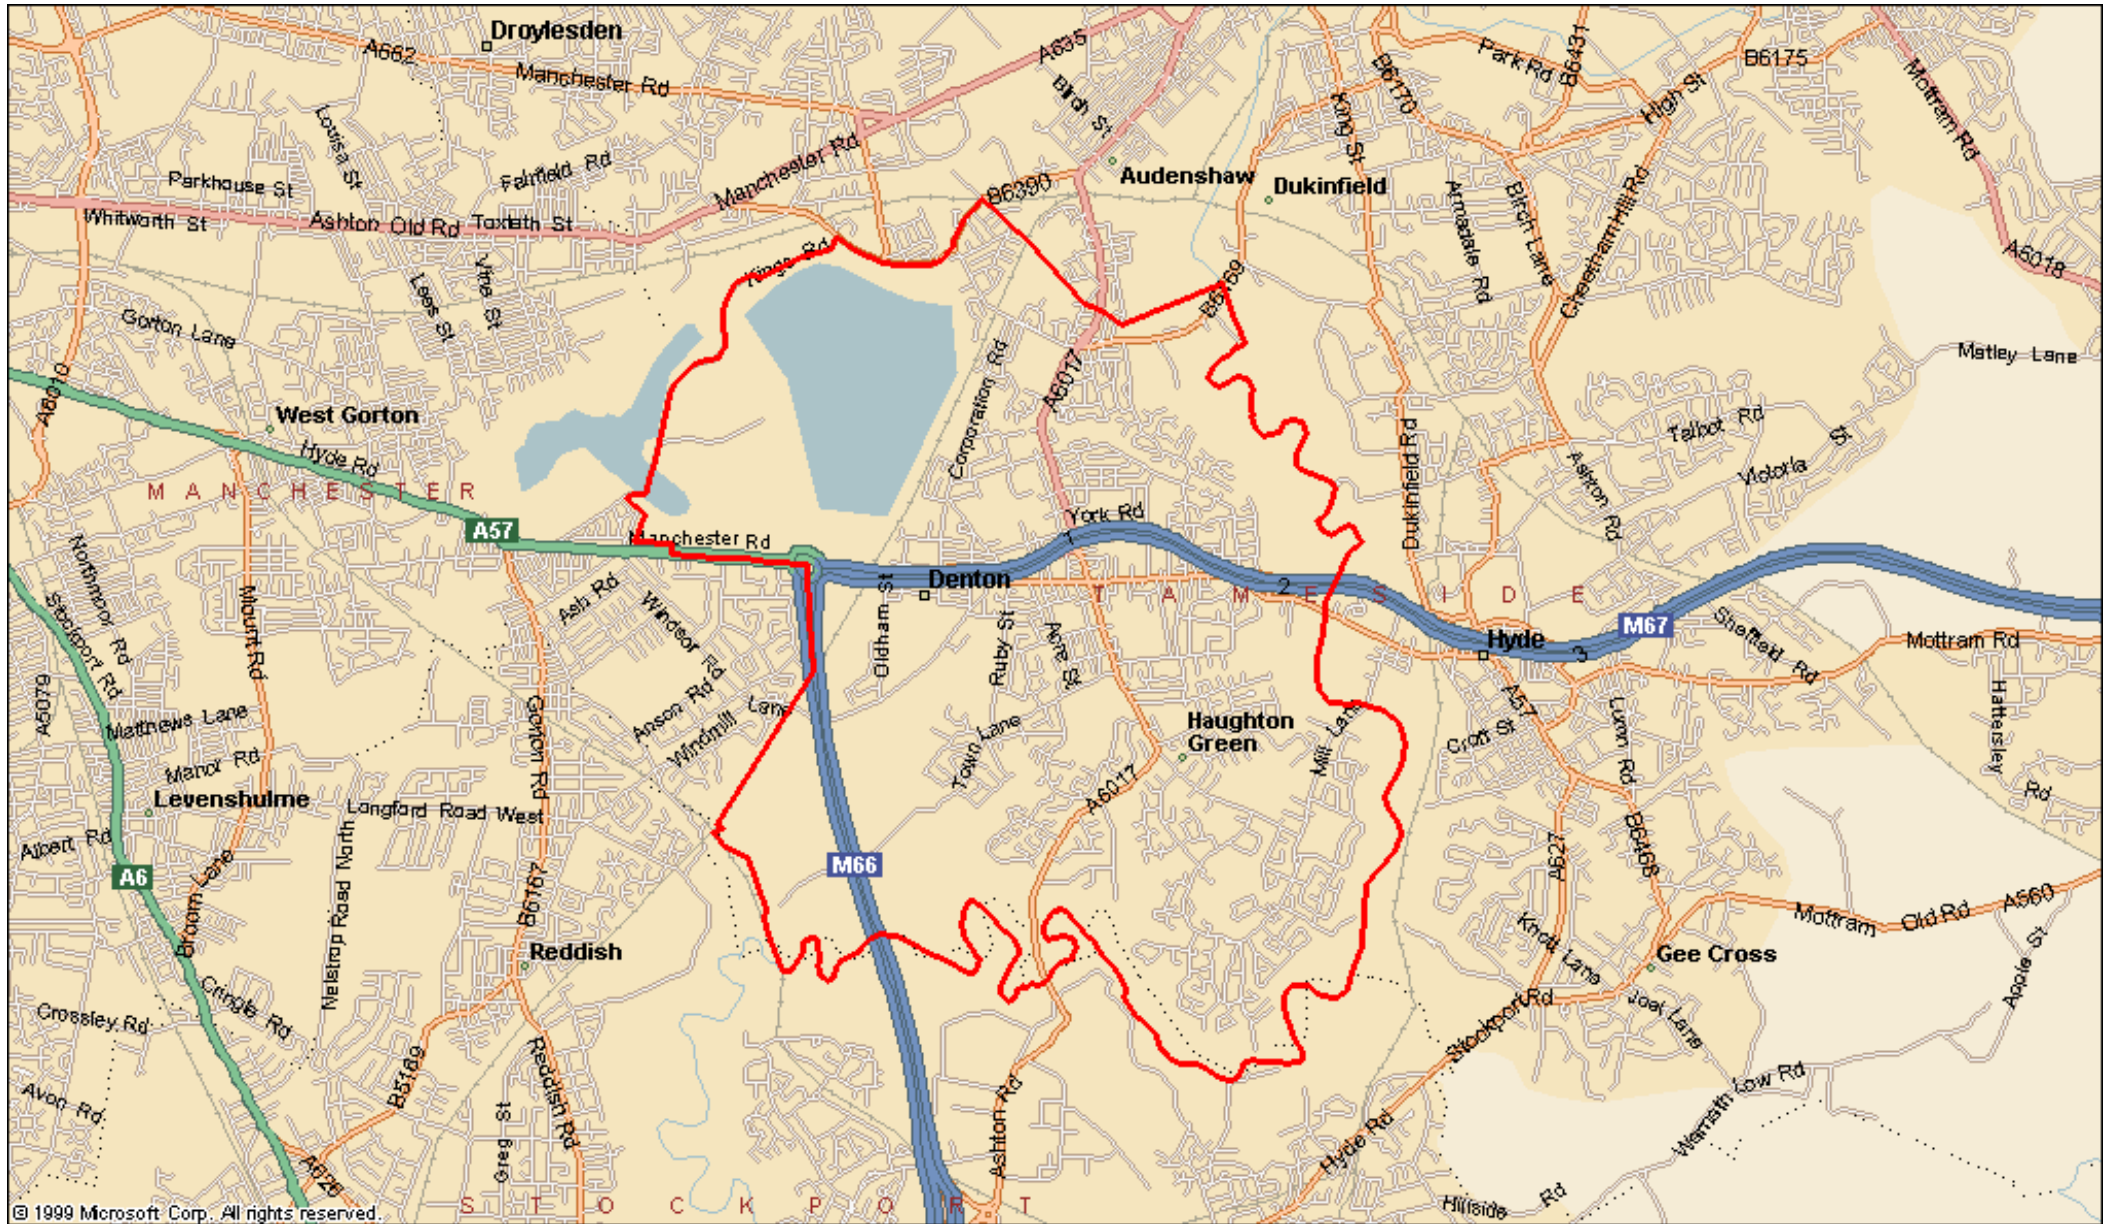 Droylesden
A662
Manchester Rd
A635
Birch St
King St
B6170
Park Rd
B6431
High St
B6175
Mottram Rd
Louisa St
Fairfield Rd
Parkhouse St
Whitworth St
Ashton Old Rd
Toxteth St
Manchester Rd
B6390
Audenshaw
Dukinfield
Armadale Rd
Birch Lane
Cheetham Hill Rd
A6018
Kings Rd
Lees St
Vine St
B6169
Gorton Lane
A6010
West Gorton
Hyde Rd
MANCHESTER
A57
Manchester Rd
Corporation Rd
A6017
York Rd
1
Dukinfield Rd
Ashton Rd
Talbot Rd
Victoria St
Matley Lane
Northmoor Rd
Stockport Rd
Mount Rd
A5079
Matthews Lane
Manor Rd
Levenshulme
Albert Rd
A6
Broom Lane
Longford Road West
Nelstrop Road North
Gorton Rd
B6167
Ash Rd
Windsor Rd
Anson Rd
Windmill Lane
Oldham St
Denton
Ruby St
Acre St
Town Lane
TAMESIDE
2
Hyde
3
M67
Sheffield Rd
Mottram Rd
Hattersley Rd
Haughton
Green
A6017
Mill Lane
Croft St
A57
Lumn Rd
A627
B6468
M66
Reddish
Cringle Rd
Crossley Rd
Avon Rd
B5169
A626
Greg St
Reddish Rd
Ashton Rd
Knott Lane
Joel Lane
Gee Cross
Mottram Old Rd
A560
Apple St
Stockport Rd
Hyde Rd
Werneth Low Rd
Hillside Rd
STOCKPORT
© 1999 Microsoft Corp. All rights reserved.